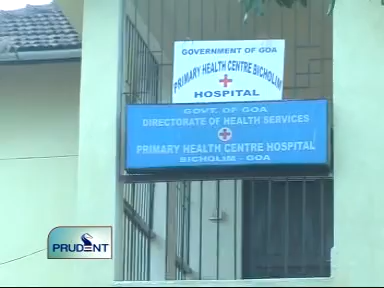 GOVERNMENT OF GOA
PRIMARY HEALTH CENTRE BICHOLIM
HOSPITAL
GOVT. OF GOA
DIRECTORATE OF HEALTH SERVICES
PRIMARY HEALTH CENTRE HOSPITAL
BICHOLIM - GOA
PRUDENT